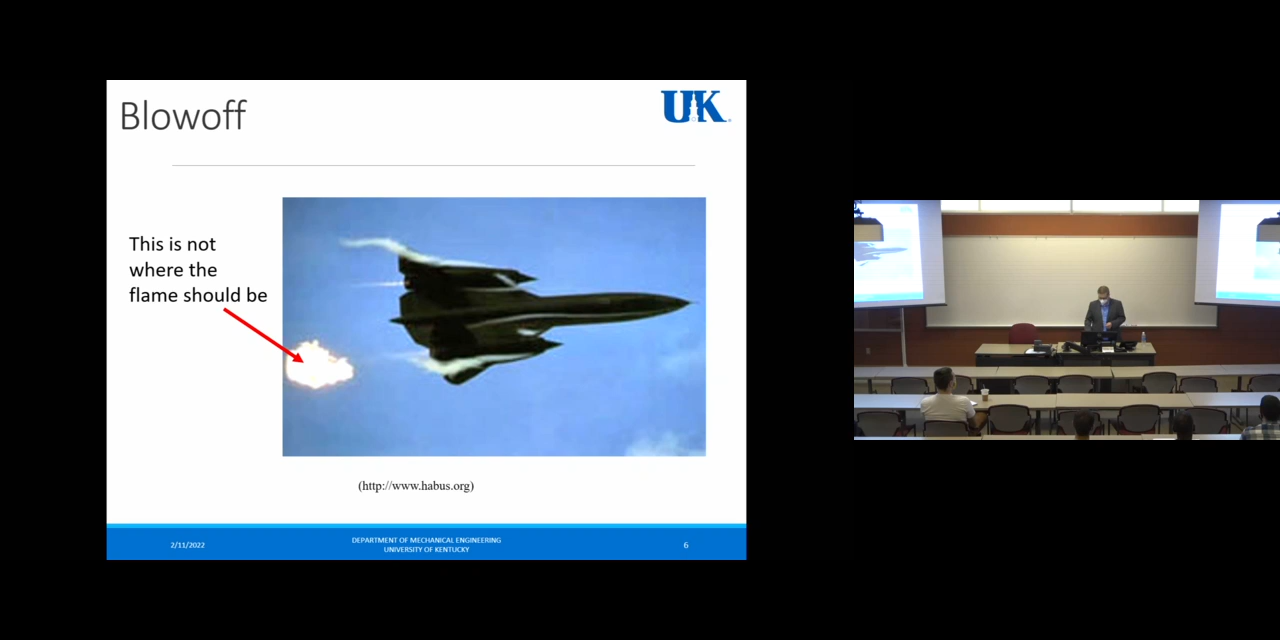 Blowoff
UK
This is not
where the
flame should be
(http://www.habus.org)
2/11/2022
DEPARTMENT OF MECHANICAL ENGINEERING
UNIVERSITY OF KENTUCKY
6